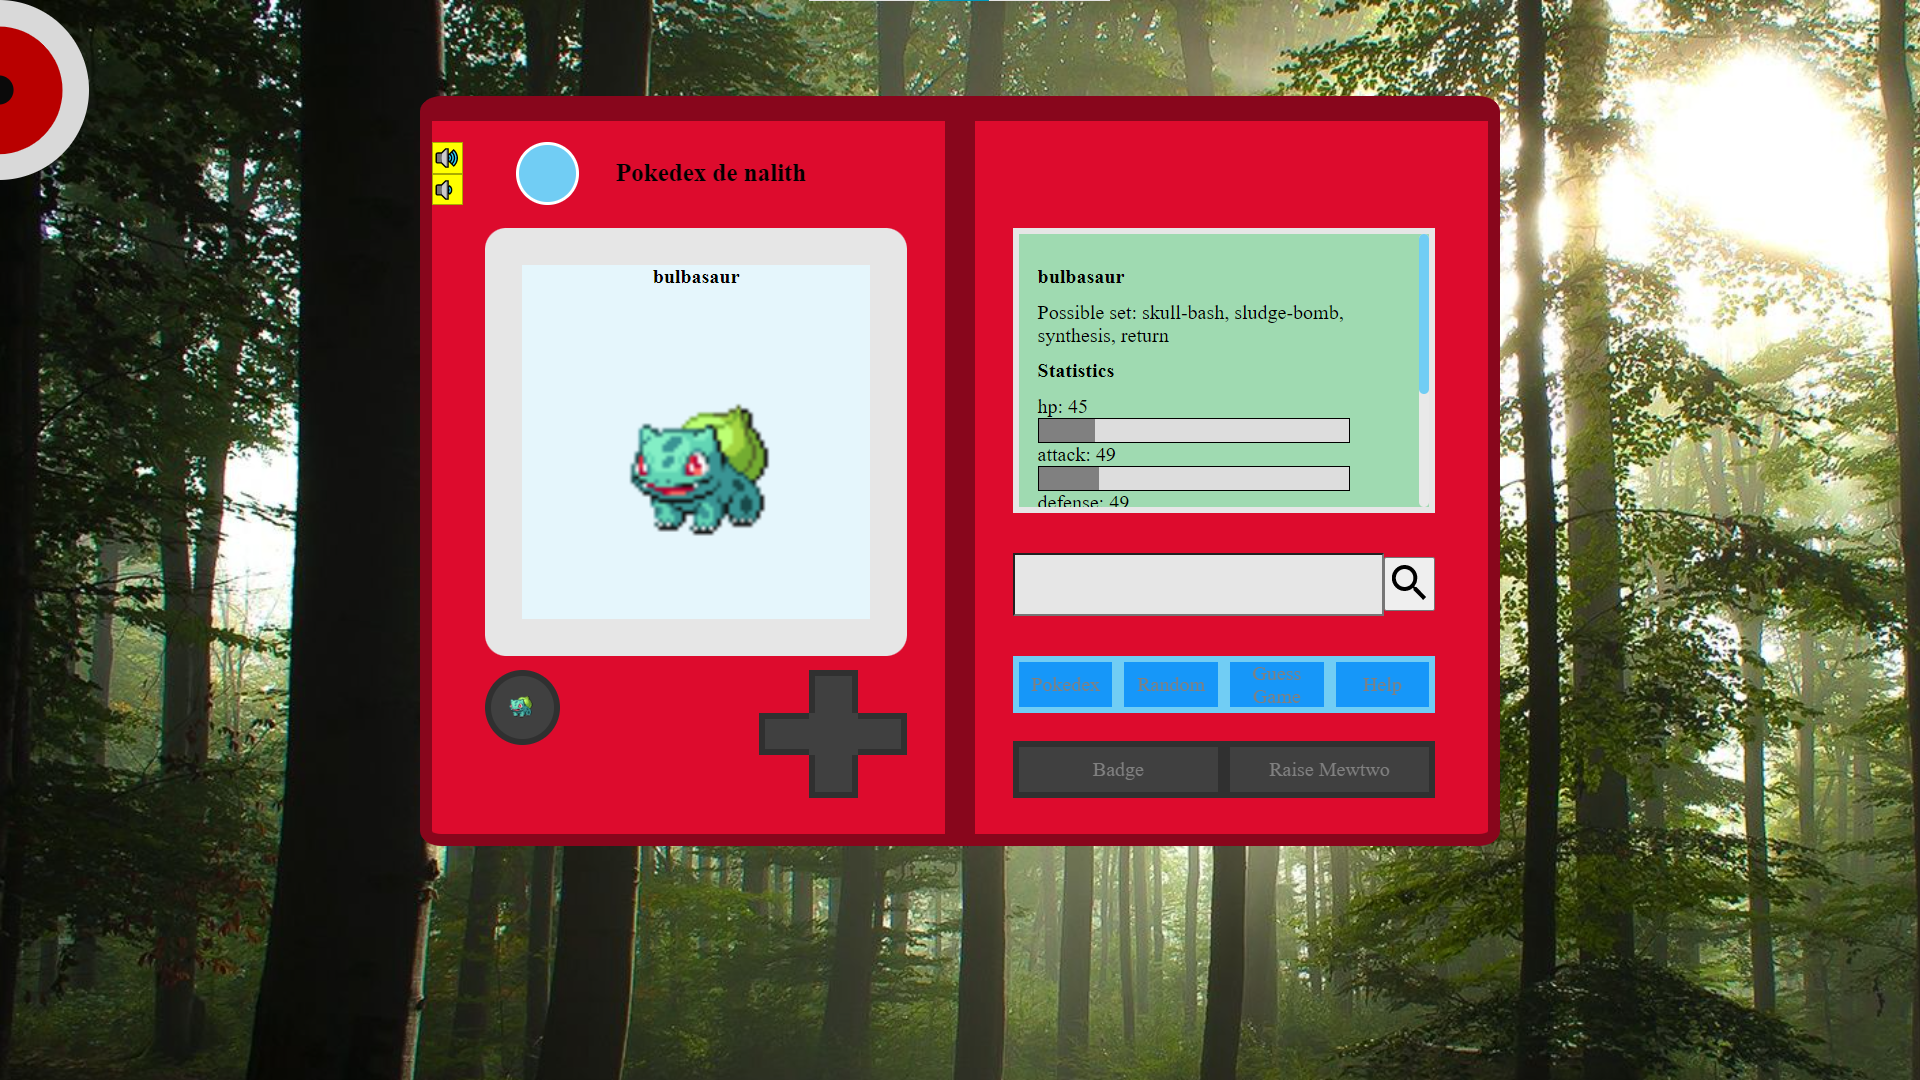 Pokedex de nalith
bulbasaur
bulbasaur
Possible set: skull-bash, sludge-bomb,
synthesis, return
Statistics
hp: 45
attack: 49
defense: 49
Pokedex
Random
Guess
Game
Help
Badge
Raise Mewtwo